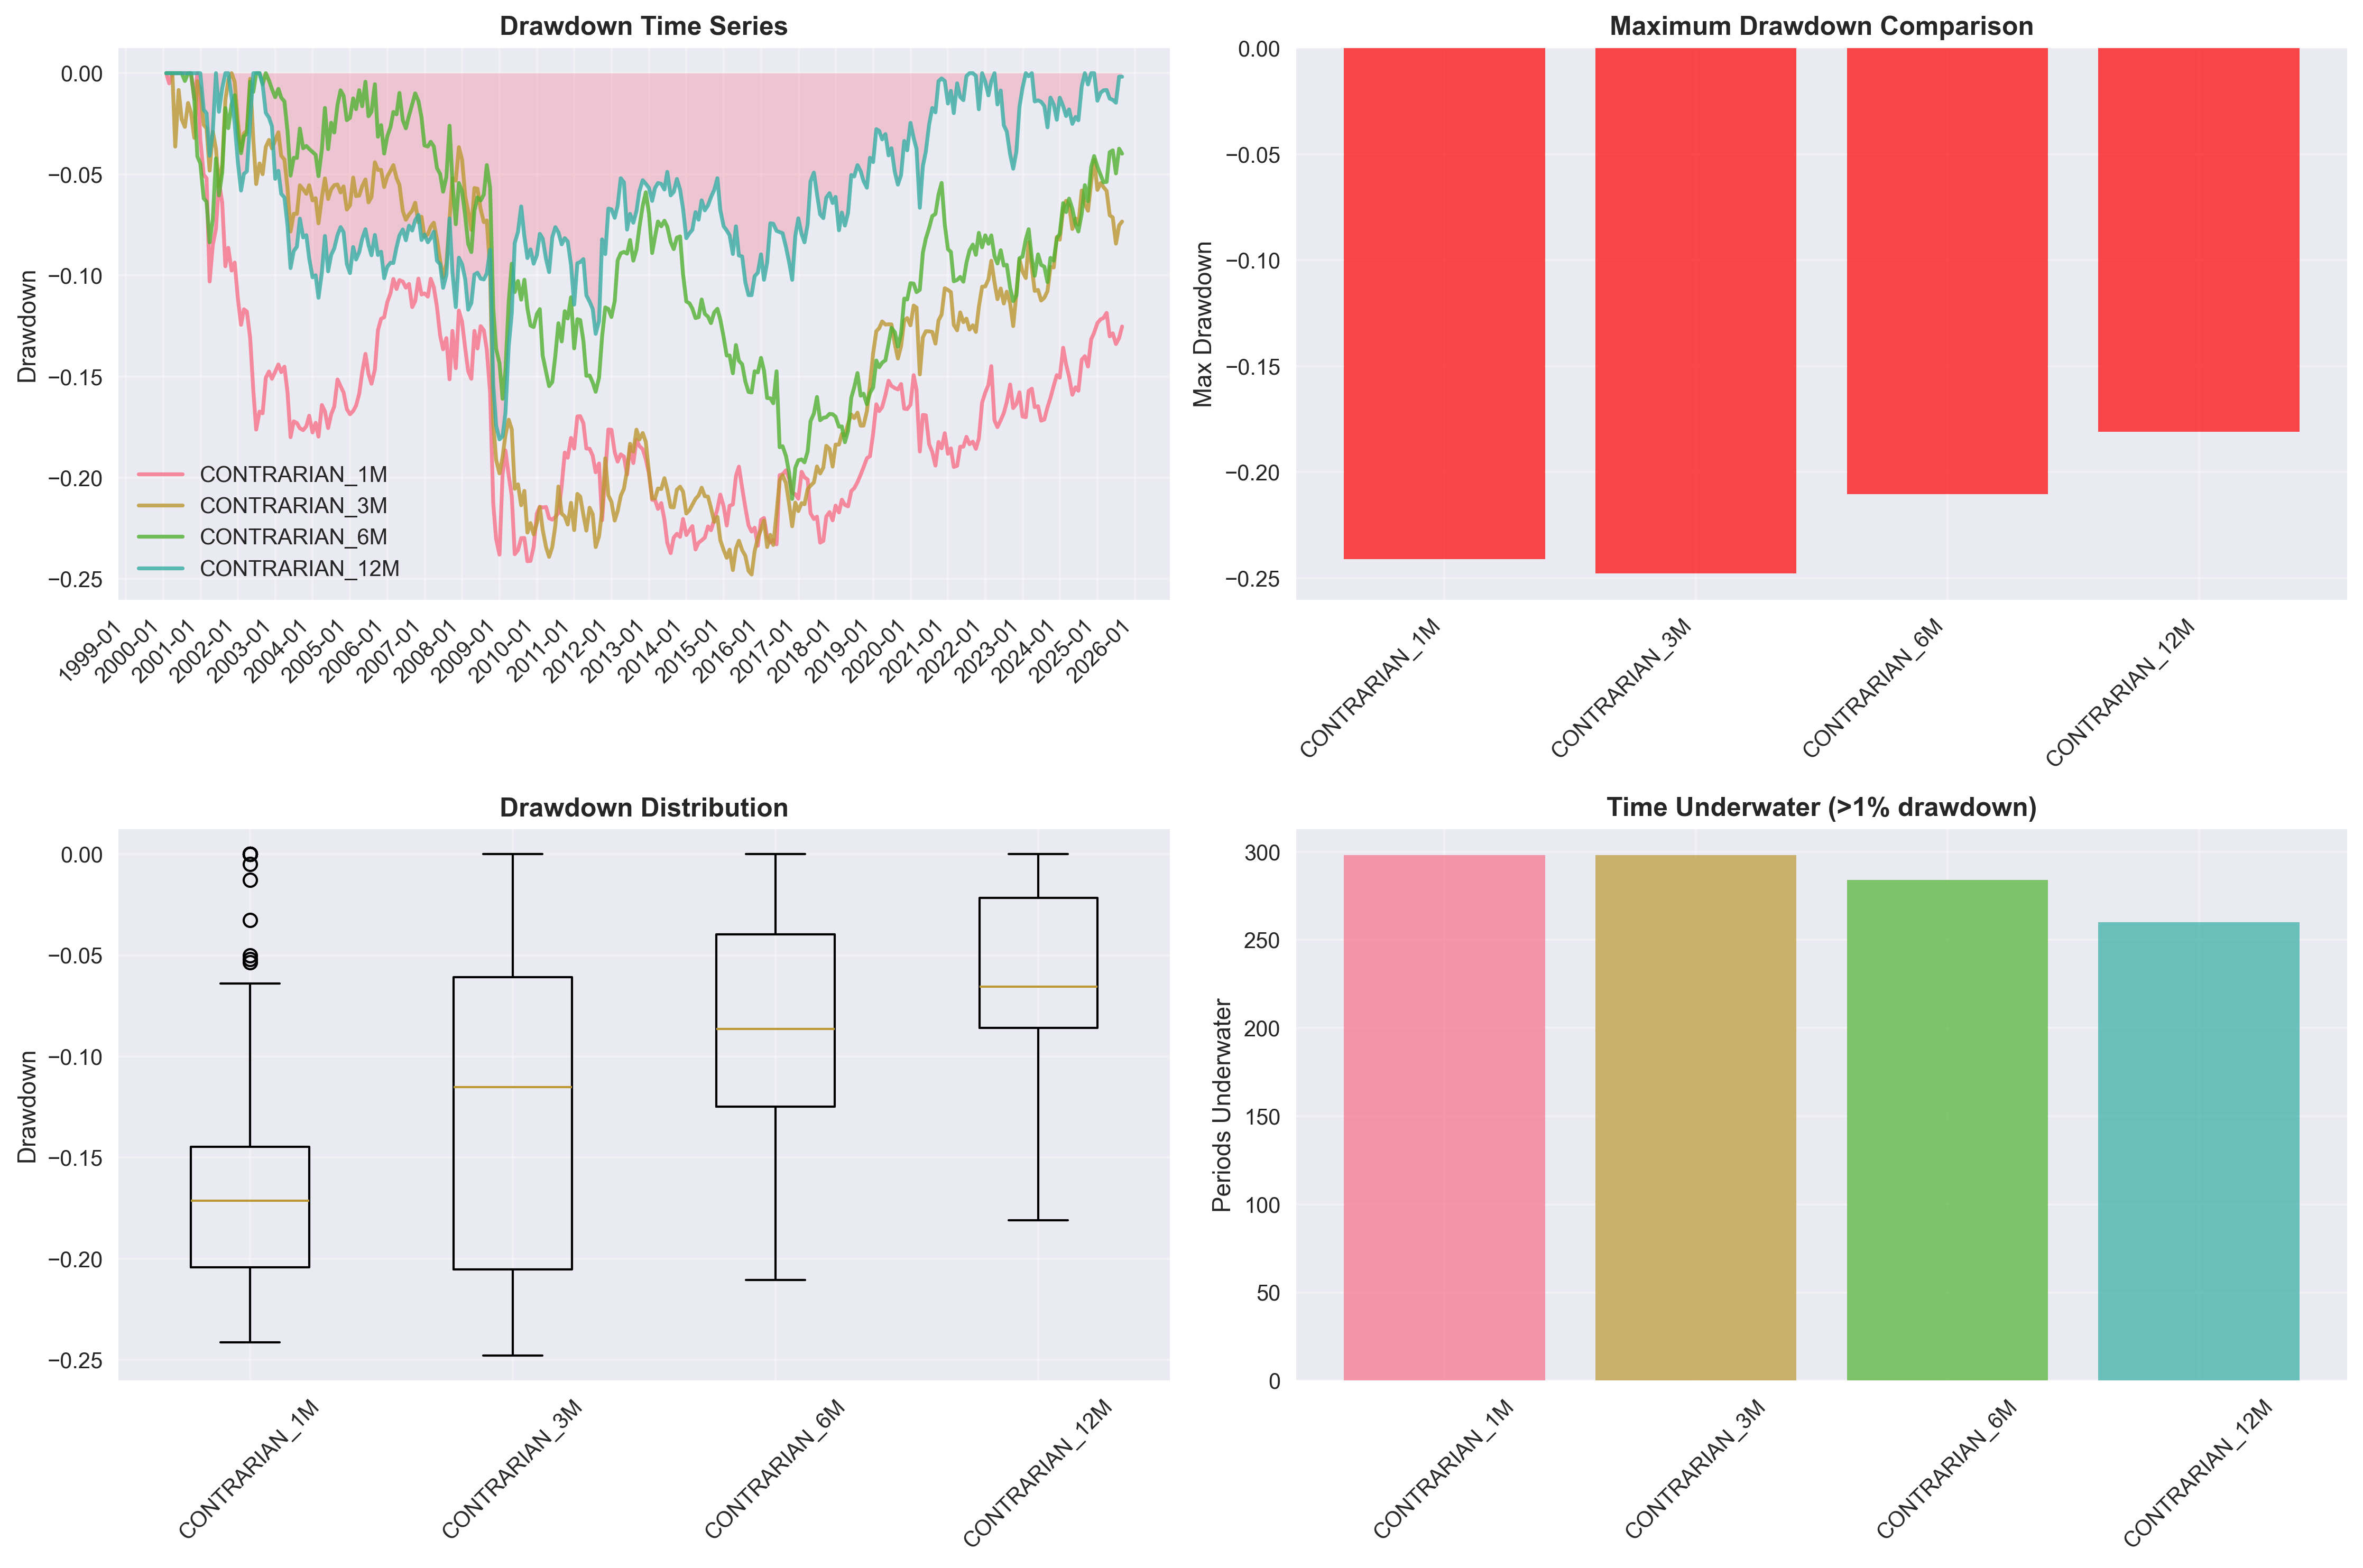 Drawdown Time Series
Drawdown
0.00
−0.05
−0.10
−0.15
−0.20
−0.25
CONTRARIAN_1M
CONTRARIAN_3M
CONTRARIAN_6M
CONTRARIAN_12M
1999-01
2000-01
2001-01
2002-01
2003-01
2004-01
2005-01
2006-01
2007-01
2008-01
2009-01
2010-01
2011-01
2012-01
2013-01
2014-01
2015-01
2016-01
2017-01
2018-01
2019-01
2020-01
2021-01
2022-01
2023-01
2024-01
2025-01
2026-01
Maximum Drawdown Comparison
Max Drawdown
0.00
−0.05
−0.10
−0.15
−0.20
−0.25
CONTRARIAN_1M
CONTRARIAN_3M
CONTRARIAN_6M
CONTRARIAN_12M
Drawdown Distribution
Drawdown
0.00
−0.05
−0.10
−0.15
−0.20
−0.25
CONTRARIAN_1M
CONTRARIAN_3M
CONTRARIAN_6M
CONTRARIAN_12M
Time Underwater (>1% drawdown)
Periods Underwater
300
250
200
150
100
50
0
CONTRARIAN_1M
CONTRARIAN_3M
CONTRARIAN_6M
CONTRARIAN_12M